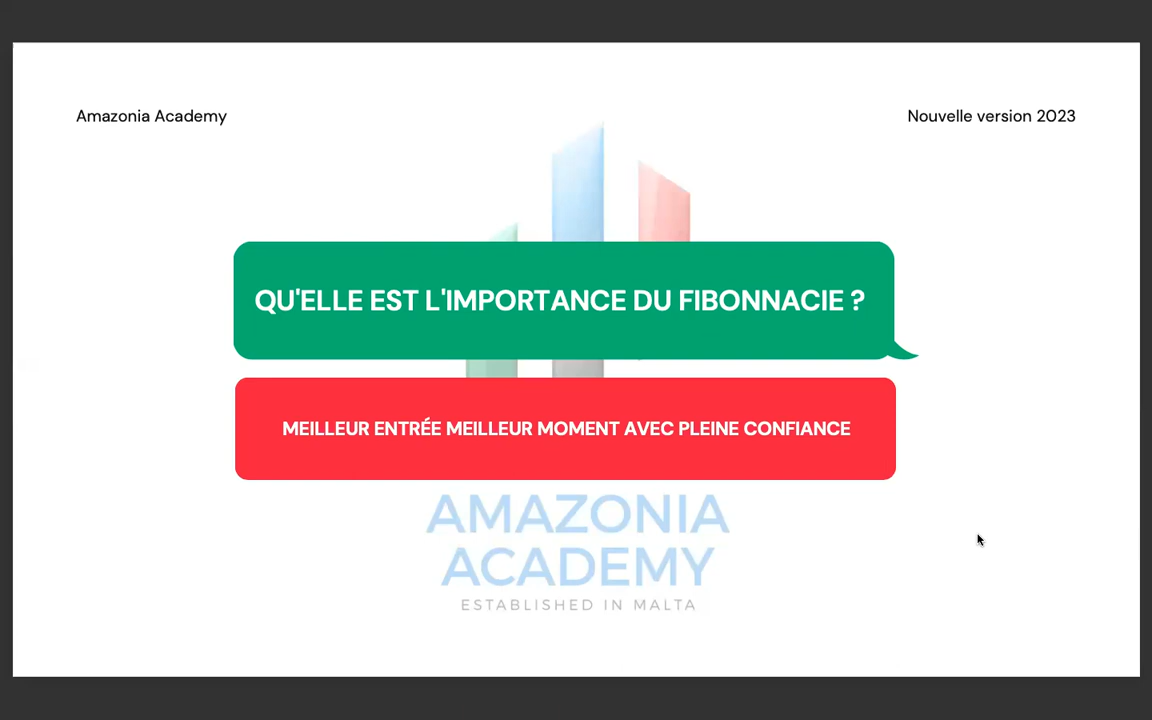 Amazonia Academy
Nouvelle version 2023
QU'ELLE EST L'IMPORTANCE DU FIBONNACIE ?
MEILLEUR ENTRÉE MEILLEUR MOMENT AVEC PLEINE CONFIANCE
AMAZONIA
ACADEMY
ESTABLISHED IN MALTA